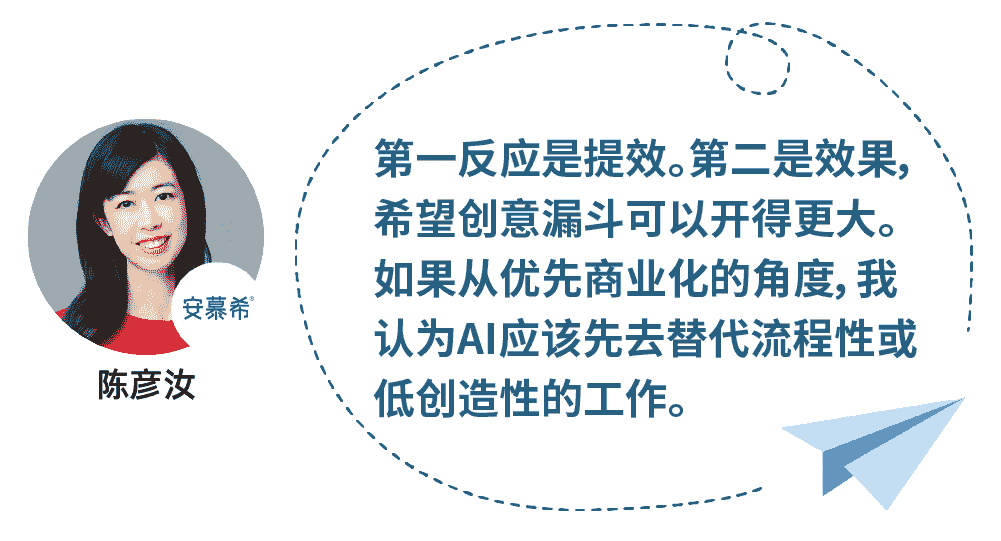 第一反应是提效。第二是效果,
希望创意漏斗可以开得更大。
如果从优先商业化的角度,我
认为AI应该先去替代流程性或
低创造性的工作。
安慕希®
陈彦汝